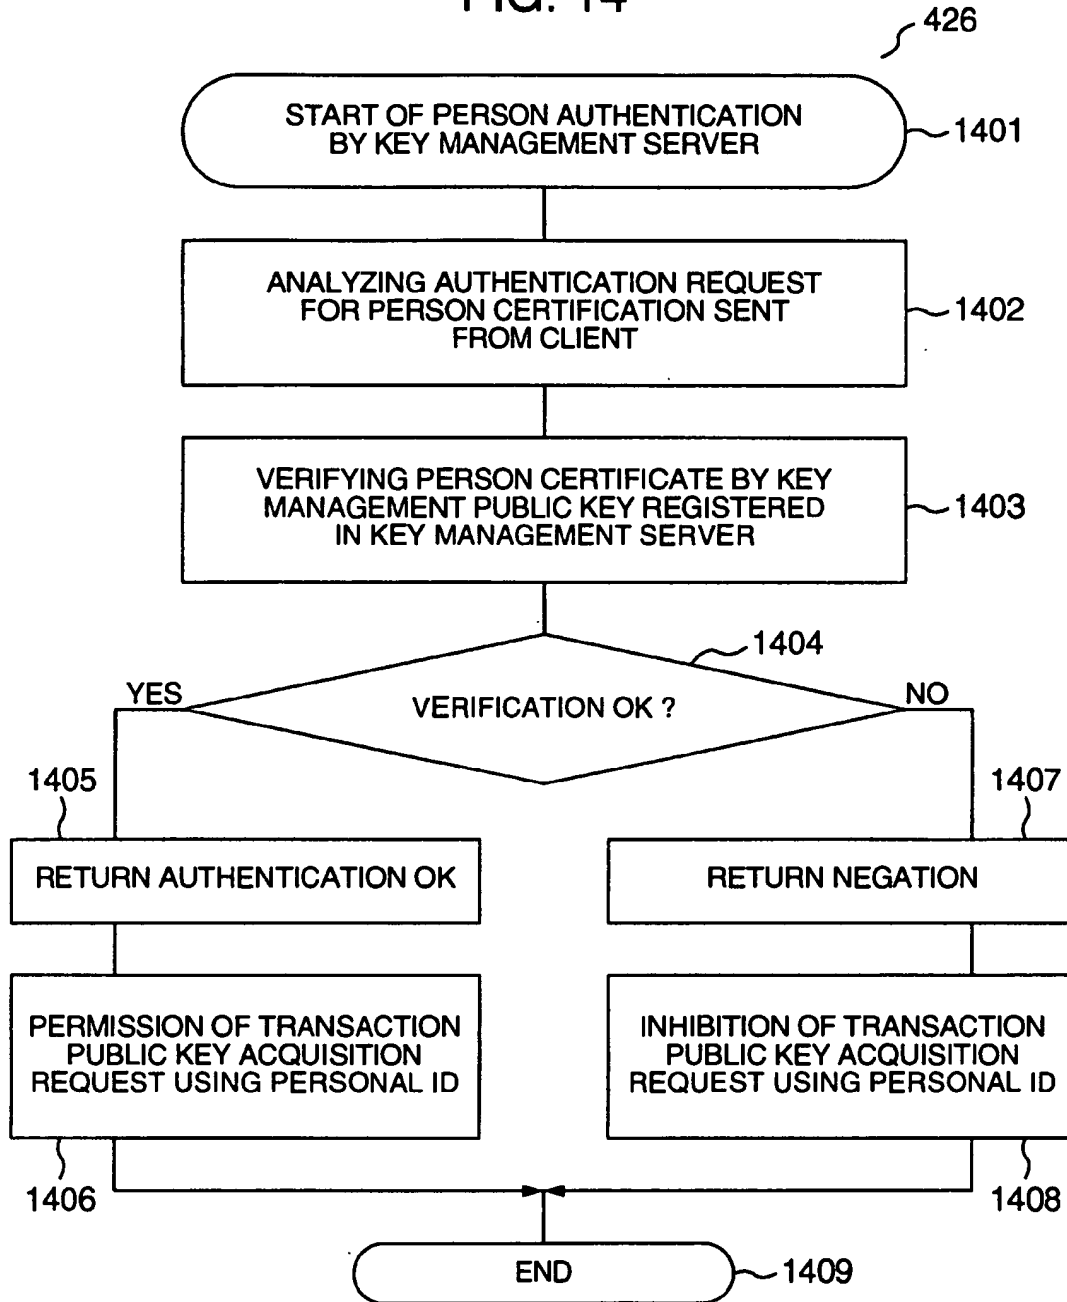 FIG. 14
426
START OF PERSON AUTHENTICATION
BY KEY MANAGEMENT SERVER
1401
ANALYZING AUTHENTICATION REQUEST
FOR PERSON CERTIFICATION SENT
FROM CLIENT
1402
VERIFYING PERSON CERTIFICATE BY KEY
MANAGEMENT PUBLIC KEY REGISTERED
IN KEY MANAGEMENT SERVER
1403
1404
YES
VERIFICATION OK ?
NO
1405
1407
RETURN AUTHENTICATION OK
RETURN NEGATION
PERMISSION OF TRANSACTION
PUBLIC KEY ACQUISITION
REQUEST USING PERSONAL ID
INHIBITION OF TRANSACTION
PUBLIC KEY ACQUISITION
REQUEST USING PERSONAL ID
1406
1408
END
1409